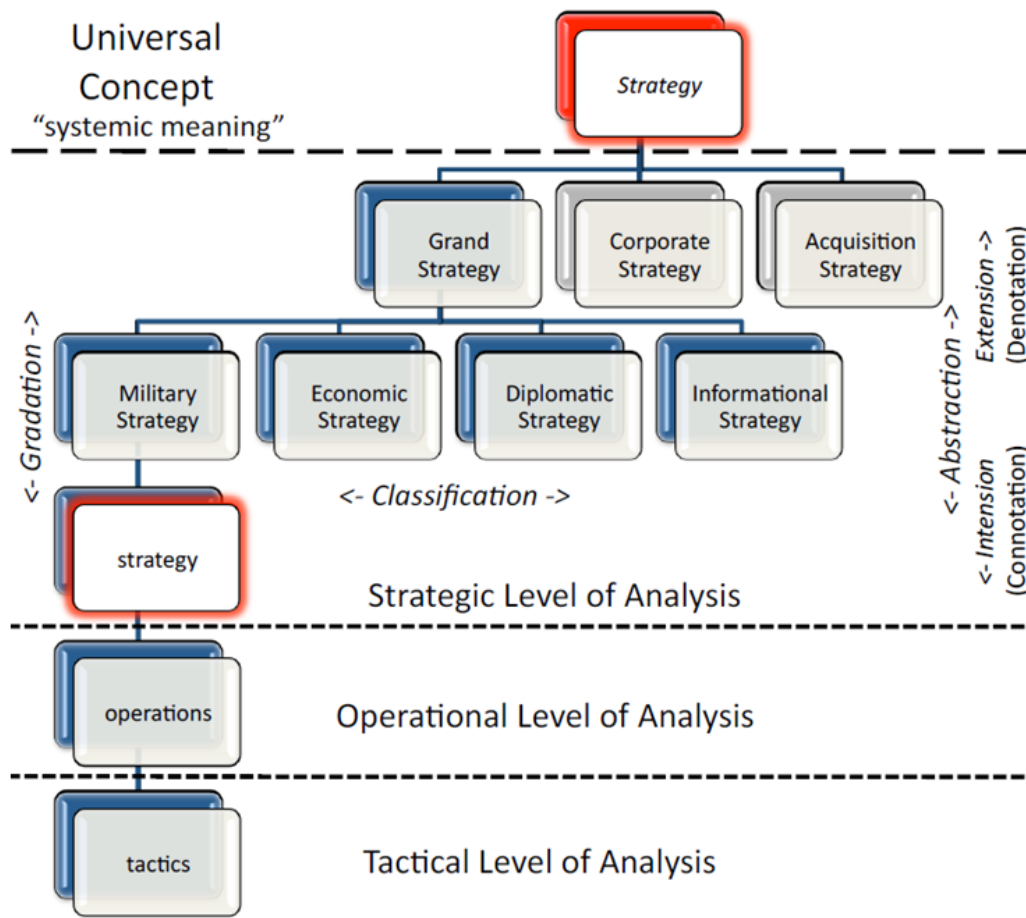 Universal
Concept
“systemic meaning”
Strategy
Grand
Strategy
Corporate
Strategy
Acquisition
Strategy
Military
Strategy
Economic
Strategy
Diplomatic
Strategy
Informational
Strategy
<- Gradation ->
<- Classification ->
<- Abstraction ->
Extension ->
(Denotation)
<- Intension
(Connotation)
strategy
Strategic Level of Analysis
operations
Operational Level of Analysis
tactics
Tactical Level of Analysis